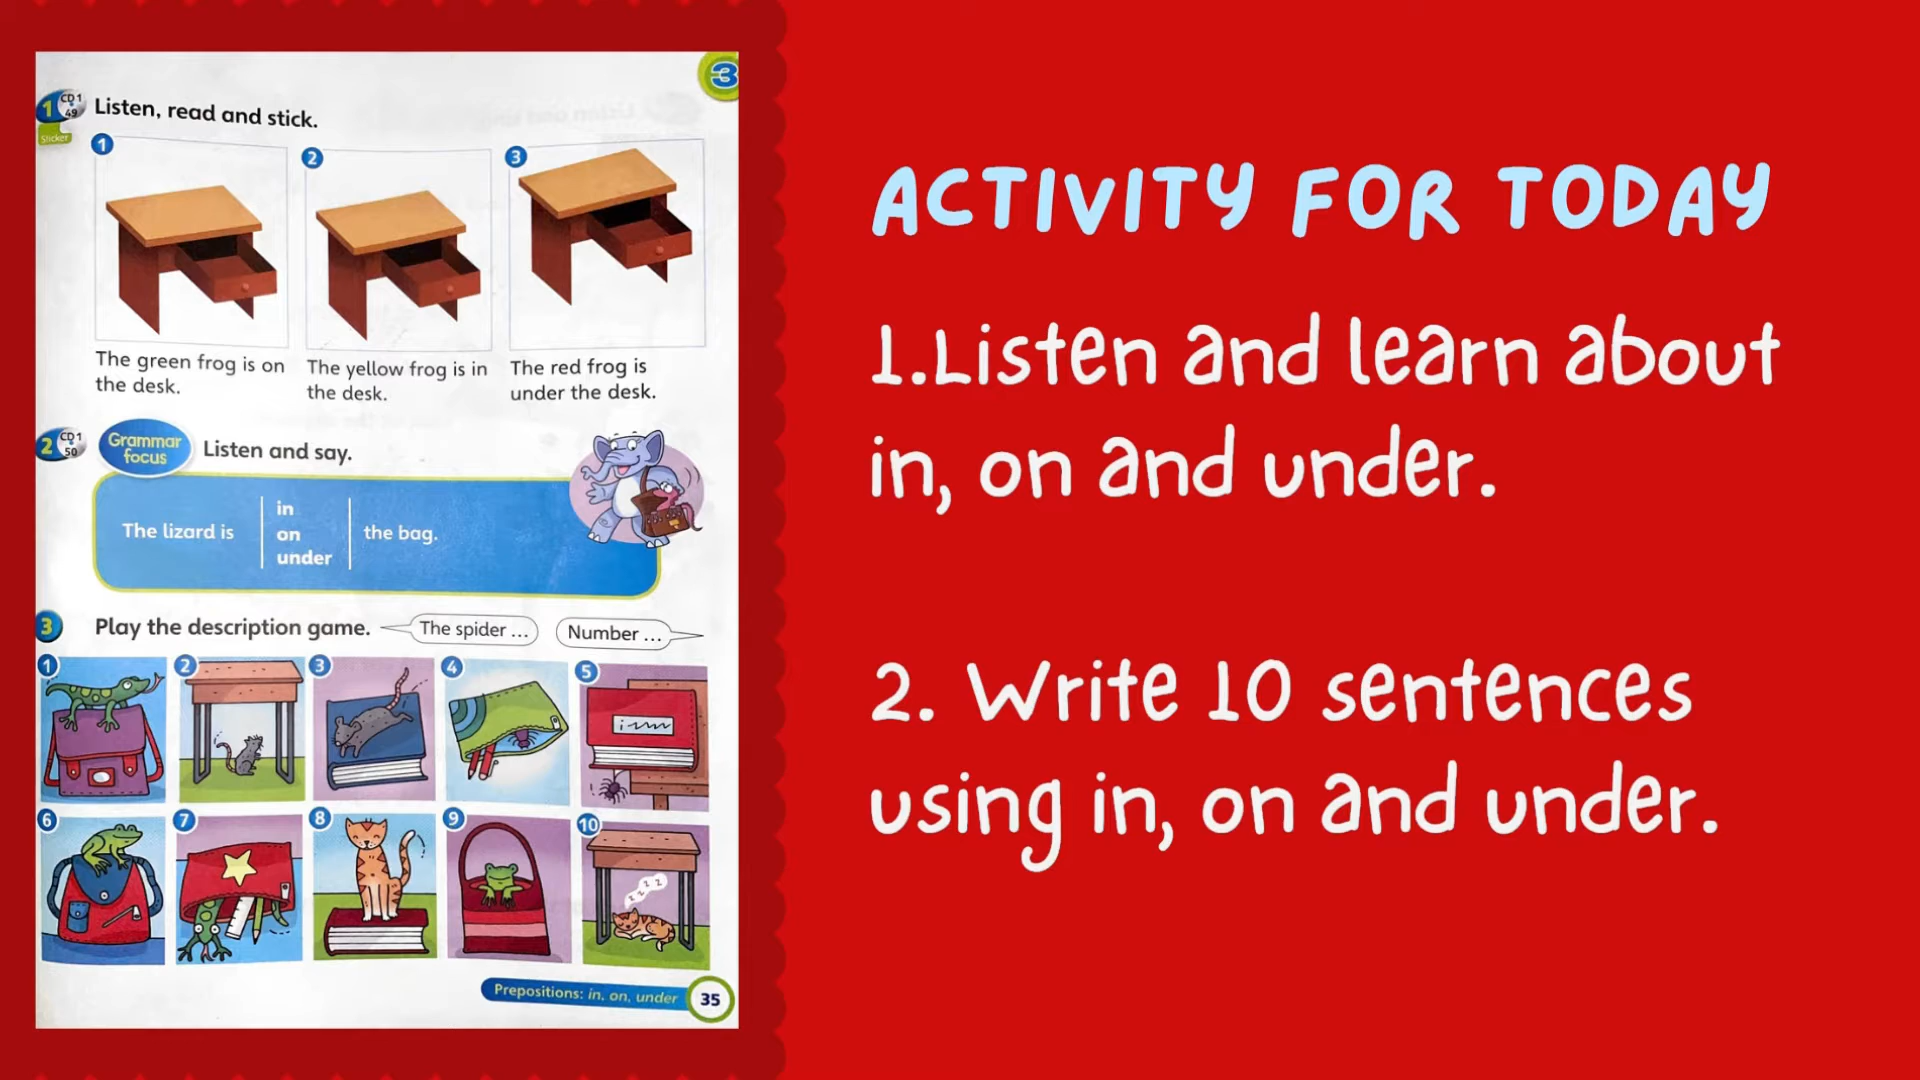 3
1 CD1 49 Listen, read and stick.
Sticker
1
2
3
The green frog is on
the desk.
The yellow frog is in
the desk.
The red frog is
under the desk.
2 CD1 50 Grammar focus Listen and say.
The lizard is
in
on
under
the bag.
3 Play the description game.
The spider ...
Number ...
1
2
3
4
5
6
7
8
9
10
z z z z
Prepositions: in, on, under
35
ACTIVITY FOR TODAY
1.Listen and learn about
in, on and under.
2. Write 10 sentences
using in, on and under.